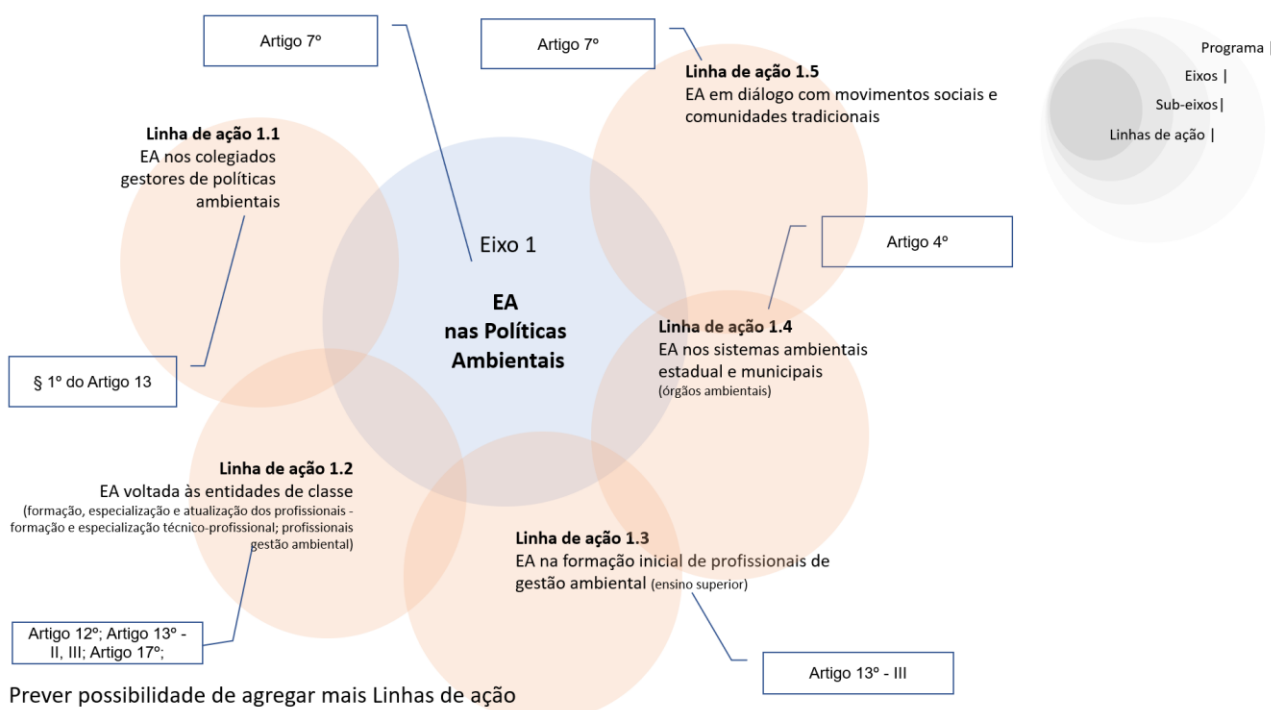 Artigo 7º
Artigo 7º
Programa |
Eixos |
Sub-eixos|
Linhas de ação |
Linha de ação 1.5
EA em diálogo com movimentos sociais e
comunidades tradicionais
Linha de ação 1.1
EA nos colegiados
gestores de políticas
ambientais
Artigo 4º
Eixo 1
EA
nas Políticas
Ambientais
Linha de ação 1.4
EA nos sistemas ambientais
estadual e municipais
(órgãos ambientais)
§ 1º do Artigo 13
Linha de ação 1.2
EA voltada às entidades de classe
(formação, especialização e atualização dos profissionais -
formação e especialização técnico-profissional; profissionais
gestão ambiental)
Linha de ação 1.3
EA na formação inicial de profissionais de
gestão ambiental (ensino superior)
Artigo 12º; Artigo 13º -
II, III; Artigo 17º;
Artigo 13º - III
Prever possibilidade de agregar mais Linhas de ação